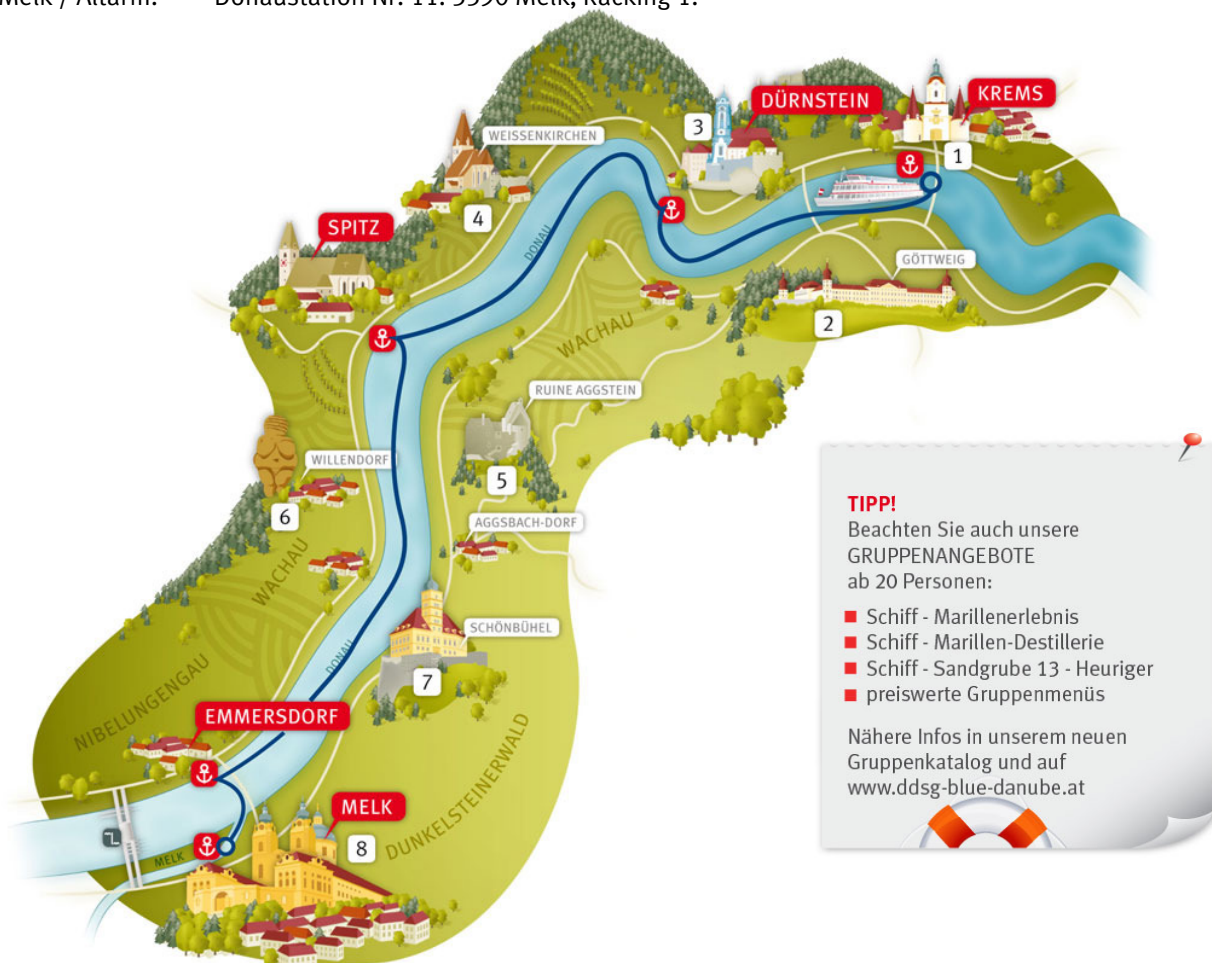 Melk / Altarm: Donaustation Nr. 11: 3390 Melk, Räcking 1.
KREMS
DÜRNSTEIN
3
WEISSENKIRCHEN
1
4
SPITZ
DONAU
GÖTTWEIG
2
WACHAU
RUINE AGGSTEIN
WILLENDORF
5
6
AGGSBACH-DORF
WACHAU
SCHÖNBÜHEL
DONAU
7
NIBELUNGENGAU
EMMERSDORF
DUNKELSTEINERWALD
MELK
8
MELK
TIPP!
Beachten Sie auch unsere
GRUPPENANGEBOTE
ab 20 Personen:
Schiff - Marillenerlebnis
Schiff - Marillen-Destillerie
Schiff - Sandgrube 13 - Heuriger
preiswerte Gruppenmenüs
Nähere Infos in unserem neuen
Gruppenkatalog und auf
www.ddsg-blue-danube.at